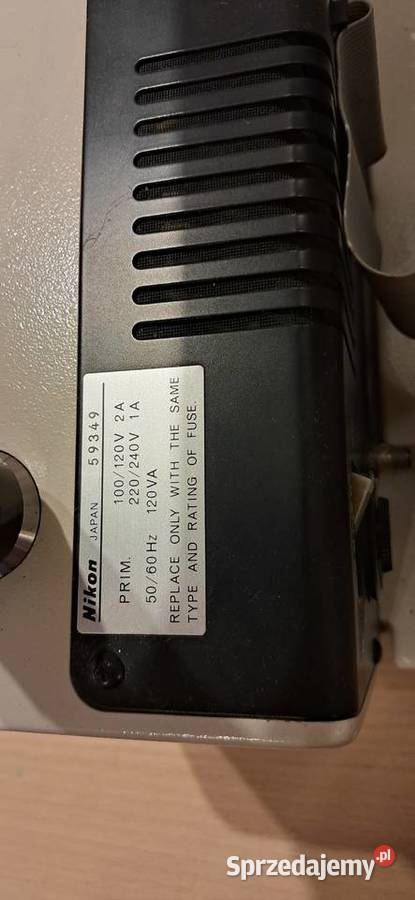 Nikon JAPAN 59349
PRIM. 100/120V 2A
220/240V 1A
50/60Hz 120VA
REPLACE ONLY WITH THE SAME
TYPE AND RATING OF FUSE.
Sprzedajemy.pl